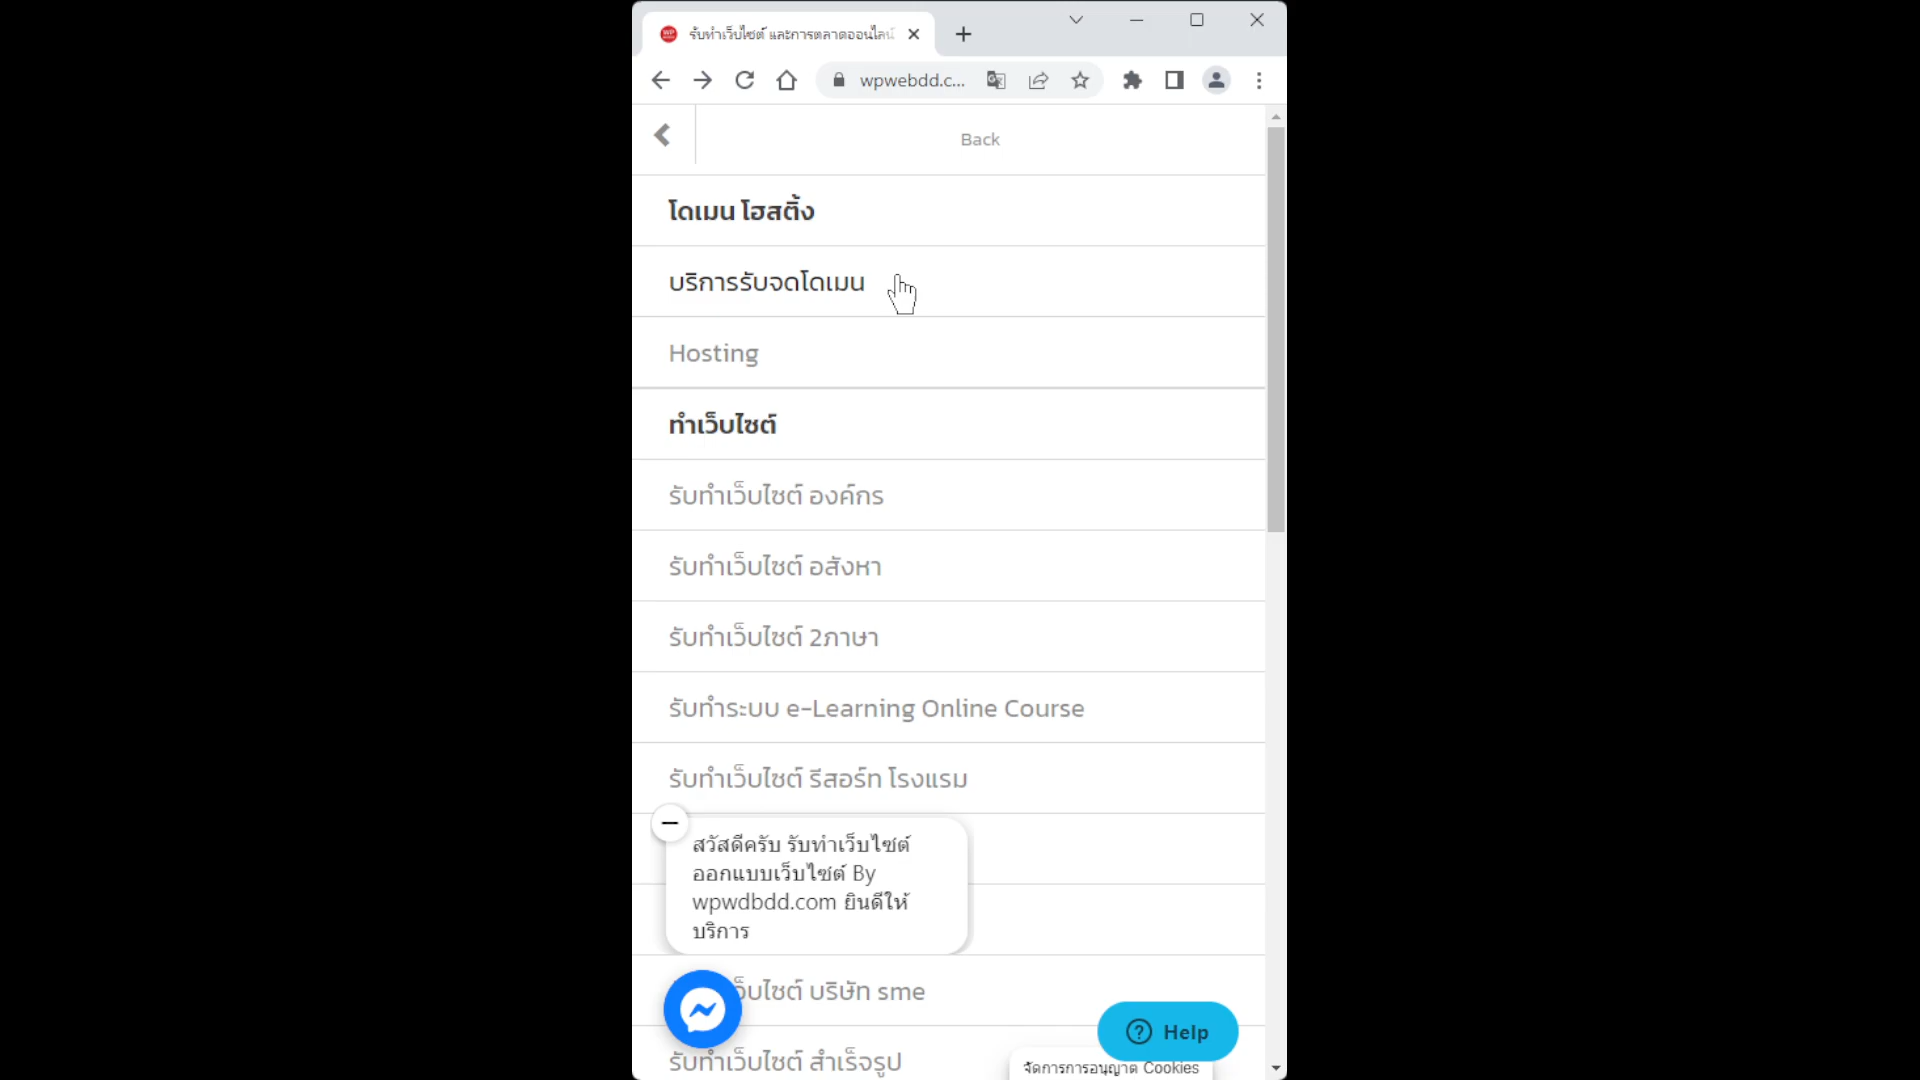 รับทำเว็บไซต์ และการตลาดออนไลน์
wpwebdd.c...
Back
โดเมน โฮสติ้ง
บริการรับจดโดเมน
Hosting
ทำเว็บไซต์
รับทำเว็บไซต์ องค์กร
รับทำเว็บไซต์ อสังหา
รับทำเว็บไซต์ 2ภาษา
รับทำระบบ e-Learning Online Course
รับทำเว็บไซต์ รีสอร์ท โรงแรม
สวัสดีครับ รับทำเว็บไซต์
ออกแบบเว็บไซต์ By
wpwdbdd.com ยินดีให้
บริการ
ว็บไซต์ บริษัท sme
Help
รับทำเว็บไซต์ สำเร็จรูป
จัดการการอนุญาต Cookies